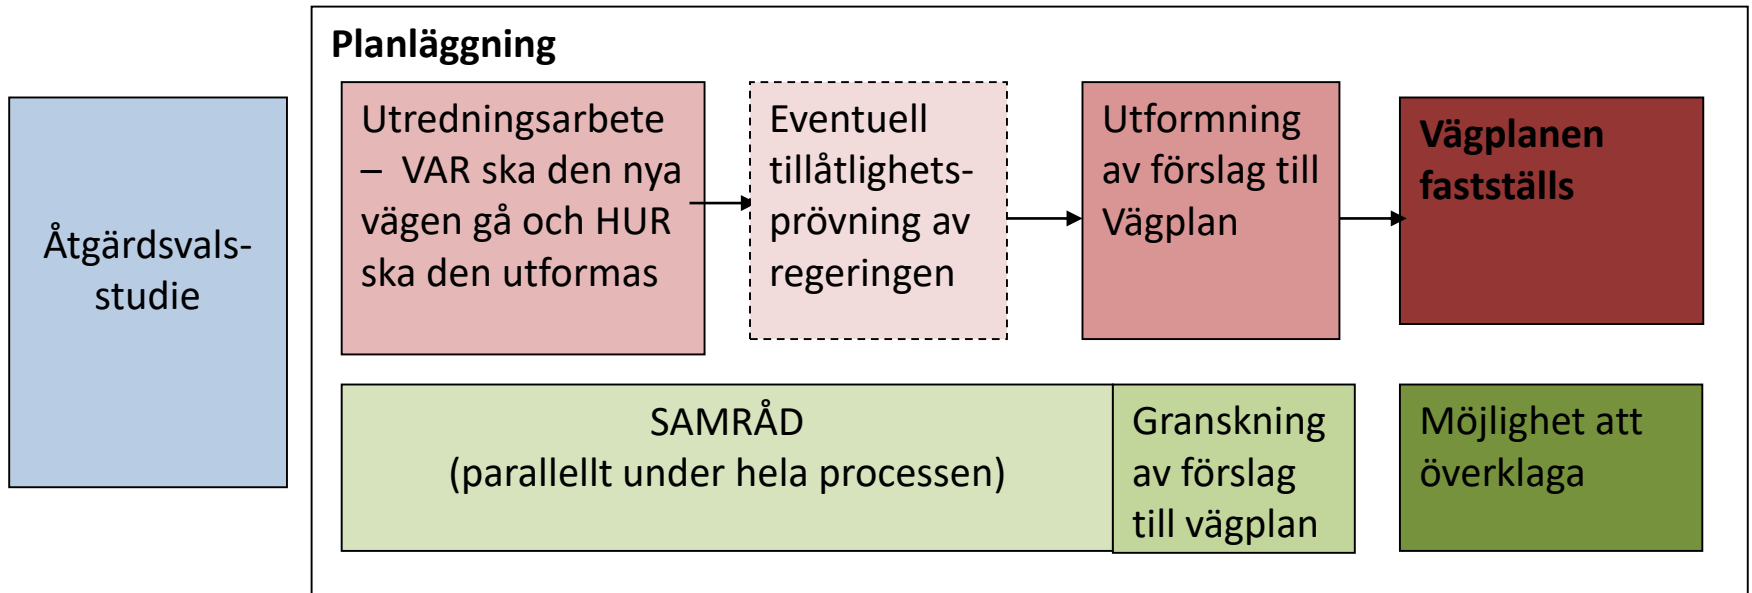 Planläggning
Åtgärdsvals-
studie
Utredningsarbete
– VAR ska den nya
vägen gå och HUR
ska den utformas
Eventuell
tillåtlighets-
prövning av
regeringen
Utformning
av förslag till
Vägplan
Vägplanen
fastställs
SAMRÅD
(parallellt under hela processen)
Granskning
av förslag
till vägplan
Möjlighet att
överklaga